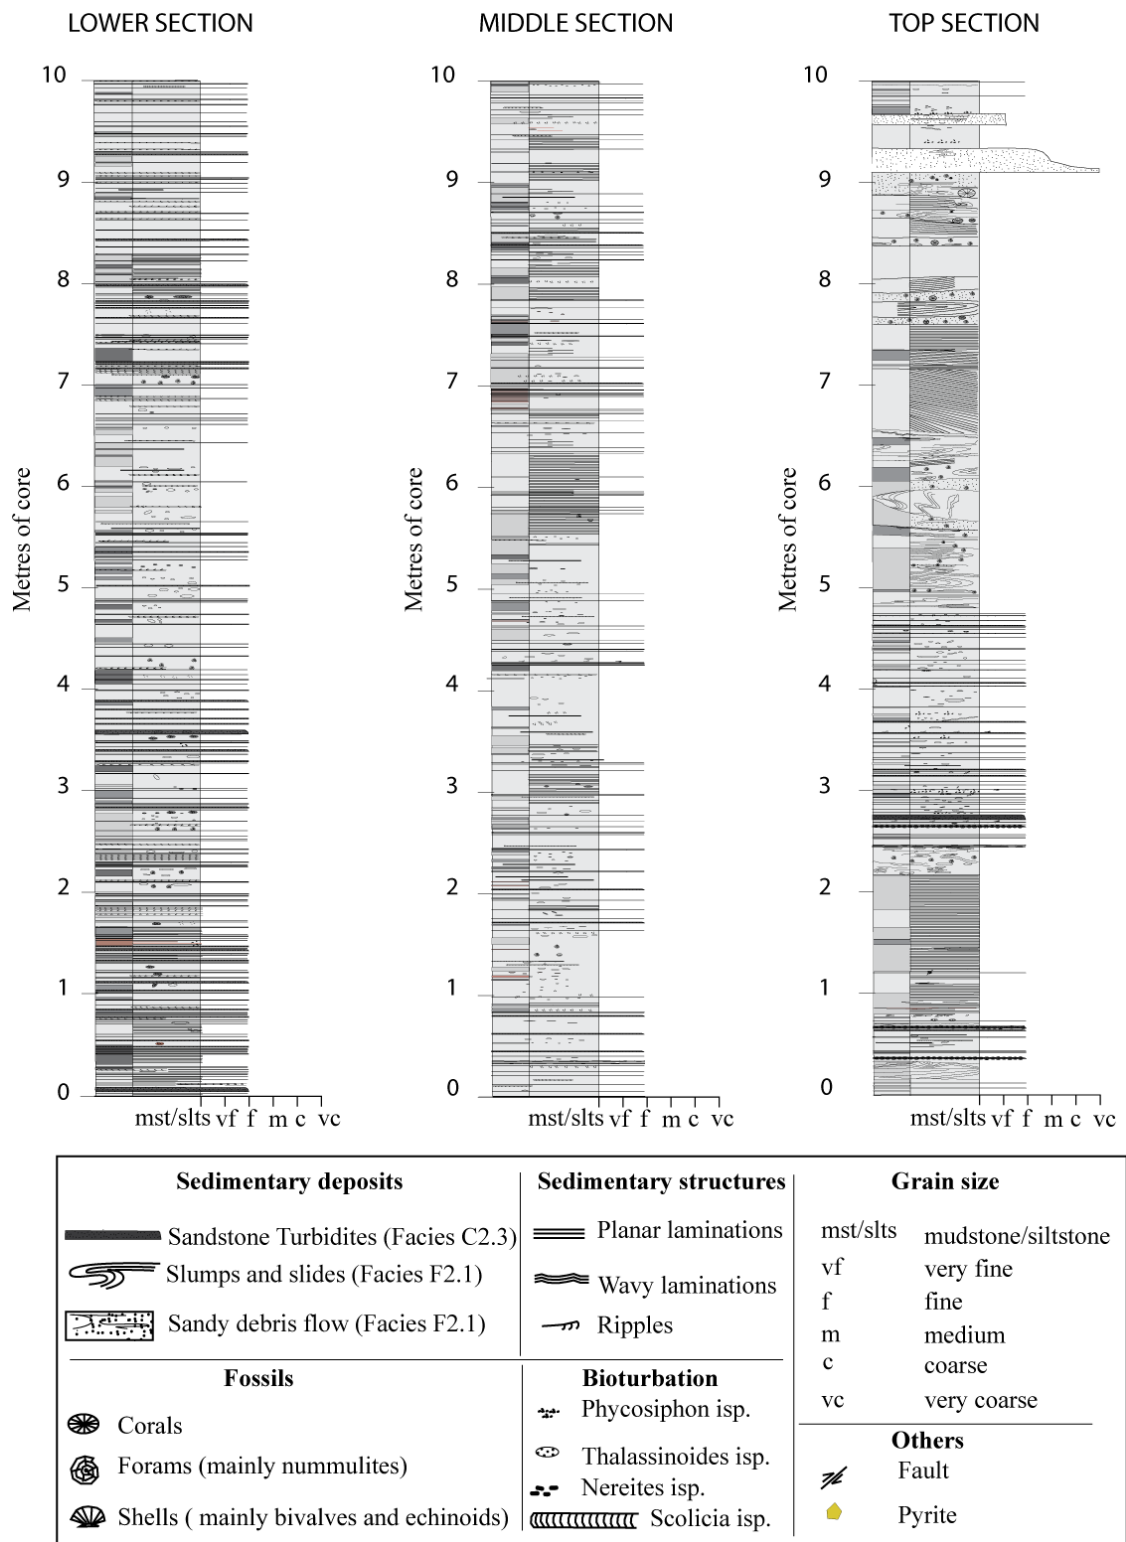 LOWER SECTION
MIDDLE SECTION
TOP SECTION
10
9
8
7
6
5
4
3
2
1
0
Metres of core
mst/slts vf f m c vc
10
9
8
7
6
5
4
3
2
1
0
Metres of core
mst/slts vf f m c vc
10
9
8
7
6
5
4
3
2
1
0
Metres of core
mst/slts vf f m c vc
Sedimentary deposits
Sandstone Turbidites (Facies C2.3)
Slumps and slides (Facies F2.1)
Sandy debris flow (Facies F2.1)
Sedimentary structures
Planar laminations
Wavy laminations
Ripples
Grain size
mst/slts mudstone/siltstone
vf very fine
f fine
m medium
c coarse
vc very coarse
Fossils
Corals
Forams (mainly nummulites)
Shells ( mainly bivalves and echinoids)
Bioturbation
Phycosiphon isp.
Thalassinoides isp.
Nereites isp.
Scolicia isp.
Others
Fault
Pyrite